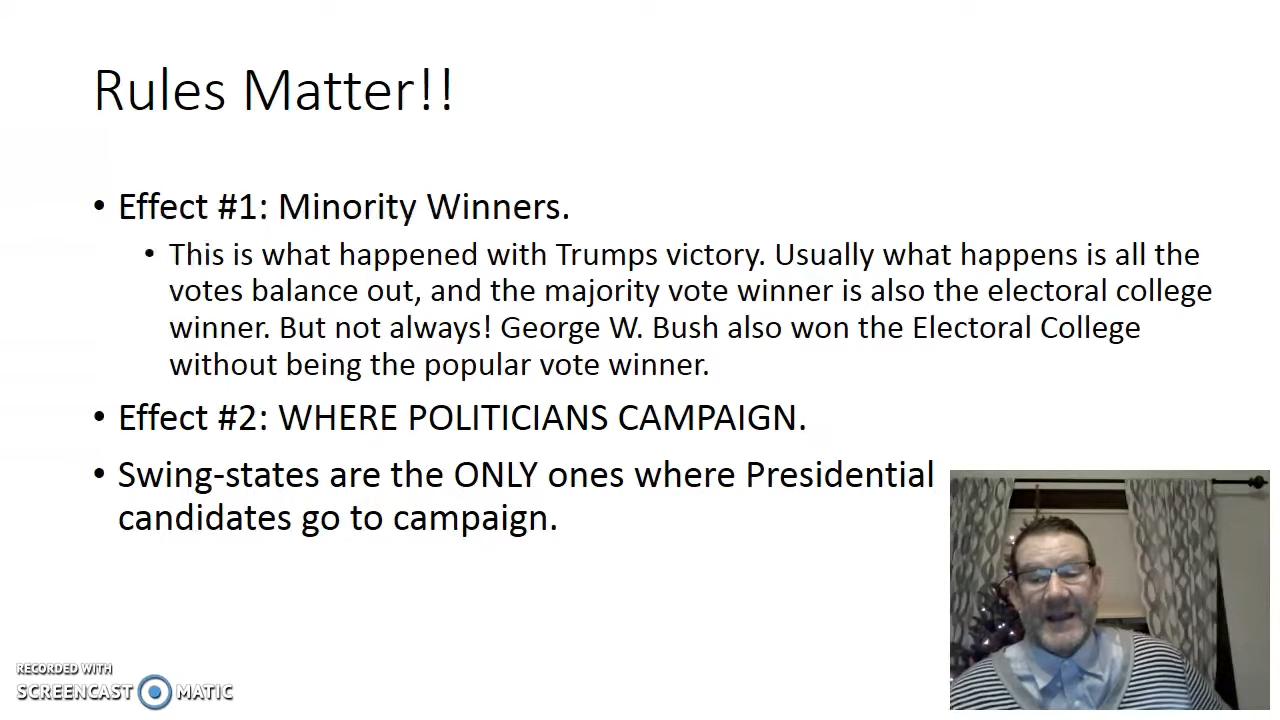 Rules Matter!!
• Effect #1: Minority Winners.
• This is what happened with Trumps victory. Usually what happens is all the
votes balance out, and the majority vote winner is also the electoral college
winner. But not always! George W. Bush also won the Electoral College
without being the popular vote winner.
• Effect #2: WHERE POLITICIANS CAMPAIGN.
• Swing-states are the ONLY ones where Presidential
candidates go to campaign.
RECORDED WITH
SCREENCAST MATIC